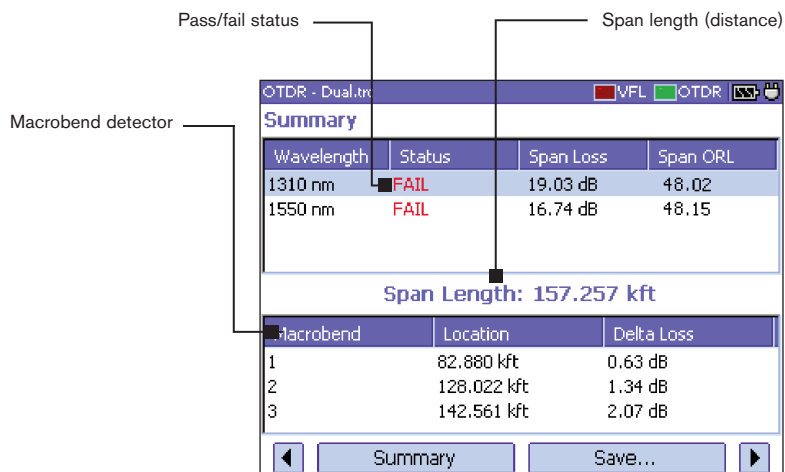 Pass/fail status
Span length (distance)
Macrobend detector
OTDR - Dual.trc VFL OTDR
Summary
Wavelength Status Span Loss Span ORL
1310 nm FAIL 19.03 dB 48.02
1550 nm FAIL 16.74 dB 48.15
Span Length: 157.257 kft
Macrobend Location Delta Loss
1 82.880 kft 0.63 dB
2 128.022 kft 1.34 dB
3 142.561 kft 2.07 dB
Summary Save...